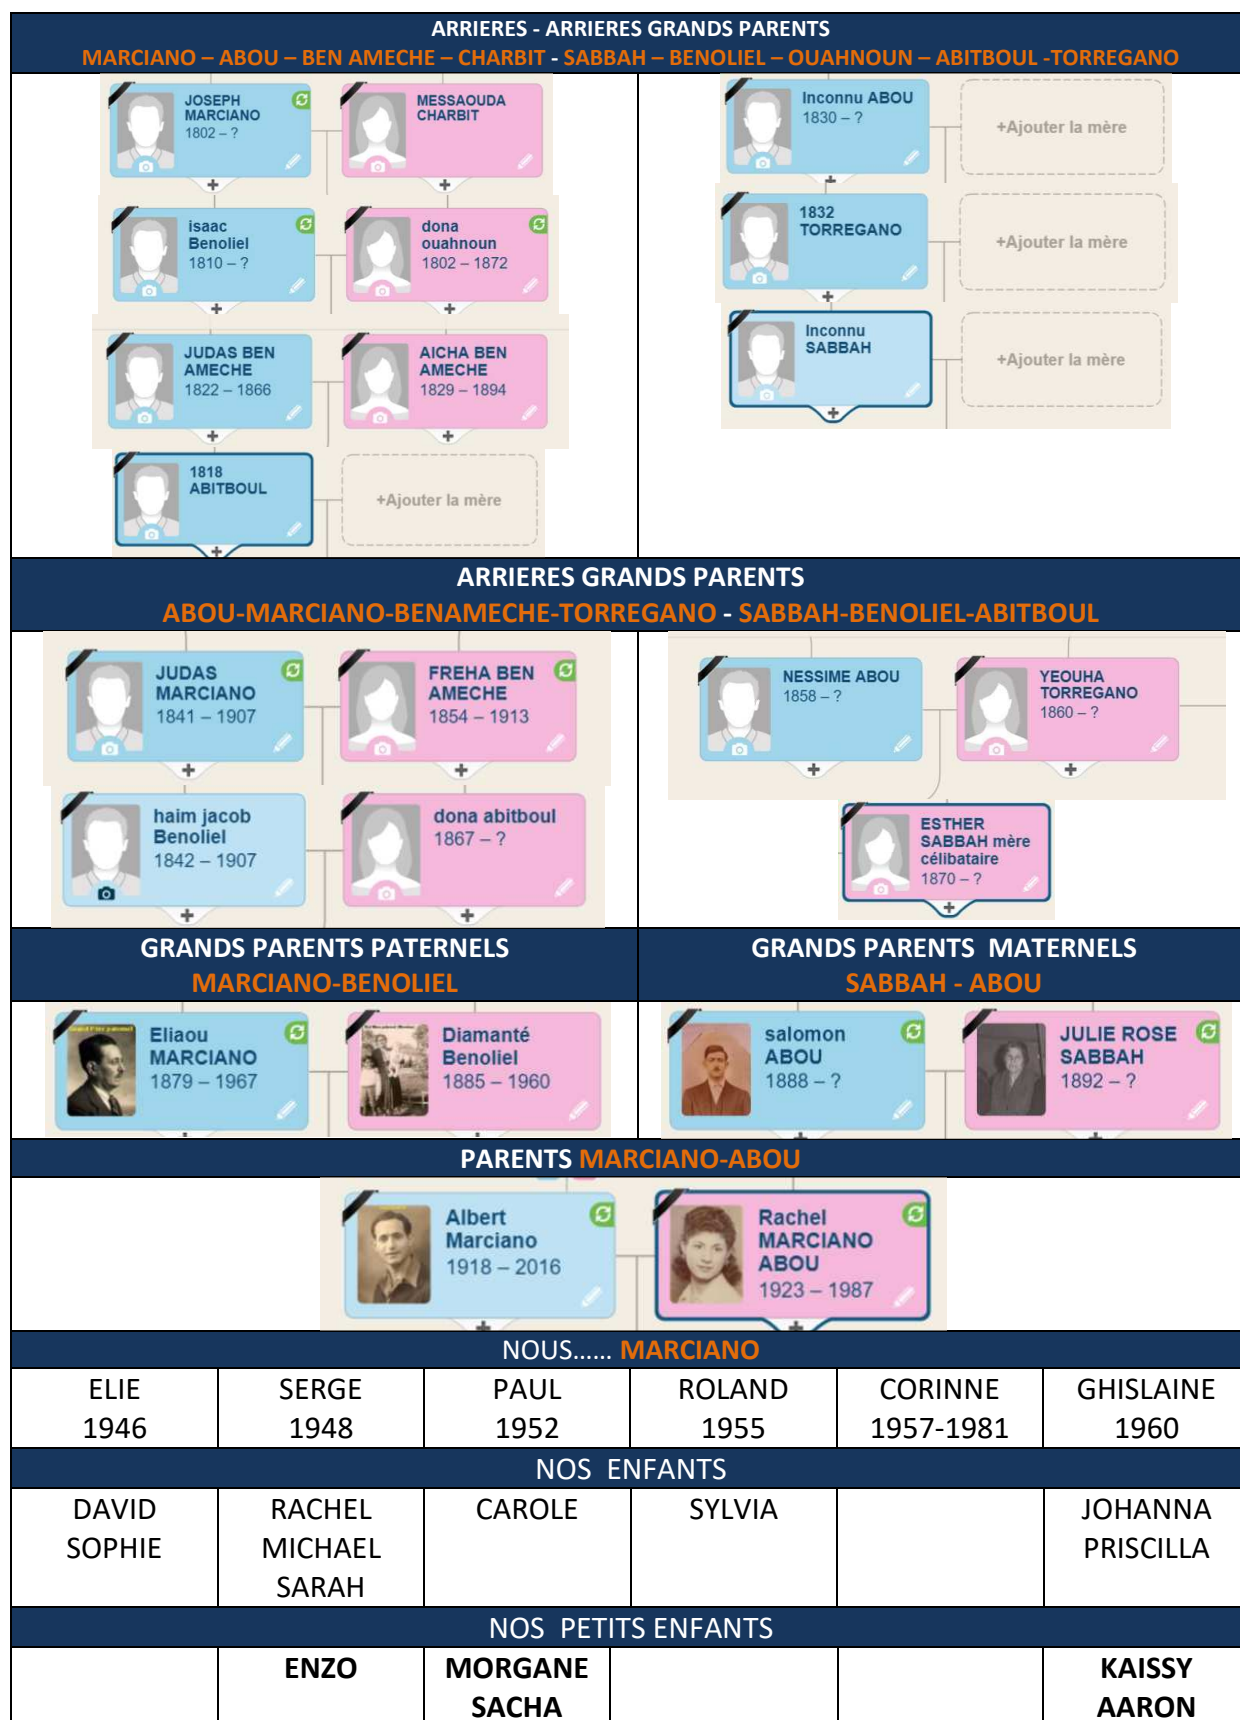 ARRIERES - ARRIERES GRANDS PARENTS
MARCIANO – ABOU – BEN AMECHE – CHARBIT - SABBAH – BENOLIEL – OUAHNOUN – ABITBOUL -TORREGANO
JOSEPH
MARCIANO
1802 – ?
MESSAOUDA
CHARBIT
isaac
Benoliel
1810 – ?
dona
ouahnoun
1802 – 1872
JUDAS BEN
AMECHE
1822 – 1866
AICHA BEN
AMECHE
1829 – 1894
1818
ABITBOUL
+Ajouter la mère
Inconnu ABOU
1830 – ?
+Ajouter la mère
1832
TORREGANO
+Ajouter la mère
Inconnu
SABBAH
+Ajouter la mère
ARRIERES GRANDS PARENTS
ABOU-MARCIANO-BENAMECHE-TORREGANO - SABBAH-BENOLIEL-ABITBOUL
JUDAS
MARCIANO
1841 – 1907
FREHA BEN
AMECHE
1854 – 1913
haim jacob
Benoliel
1842 – 1907
dona abitboul
1867 – ?
NESSIME ABOU
1858 – ?
YEOUHA
TORREGANO
1860 – ?
ESTHER
SABBAH mère
célibataire
1870 – ?
GRANDS PARENTS PATERNELS
MARCIANO-BENOLIEL
GRANDS PARENTS  MATERNELS
SABBAH - ABOU
Eliaou
MARCIANO
1879 – 1967
Diamanté
Benoliel
1885 – 1960
salomon
ABOU
1888 – ?
JULIE ROSE
SABBAH
1892 – ?
PARENTS MARCIANO-ABOU
Albert
Marciano
1918 – 2016
Rachel
MARCIANO
ABOU
1923 – 1987
NOUS...... MARCIANO
ELIE SERGE PAUL ROLAND CORINNE GHISLAINE
1946 1948 1952 1955 1957-1981 1960
NOS  ENFANTS
DAVID RACHEL CAROLE SYLVIA JOHANNA
SOPHIE MICHAEL PRISCILLA
SARAH
NOS  PETITS ENFANTS
ENZO MORGANE KAISSY
SACHA AARON